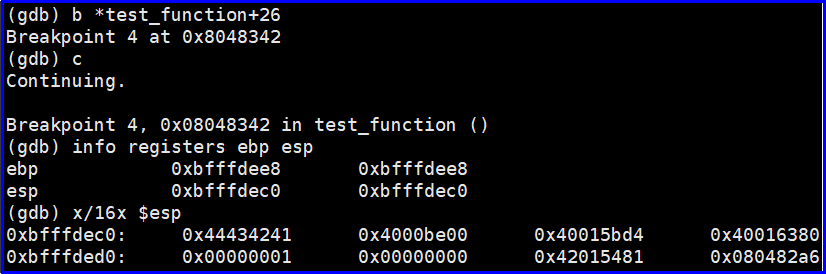 (gdb) b *test_function+26
Breakpoint 4 at 0x8048342
(gdb) c
Continuing.
Breakpoint 4, 0x08048342 in test_function ()
(gdb) info registers ebp esp
ebp 0xbfffdee8 0xbfffdee8
esp 0xbfffdec0 0xbfffdec0
(gdb) x/16x $esp
0xbfffdec0: 0x44434241 0x4000be00 0x40015bd4 0x40016380
0xbfffded0: 0x00000001 0x00000000 0x42015481 0x080482a6